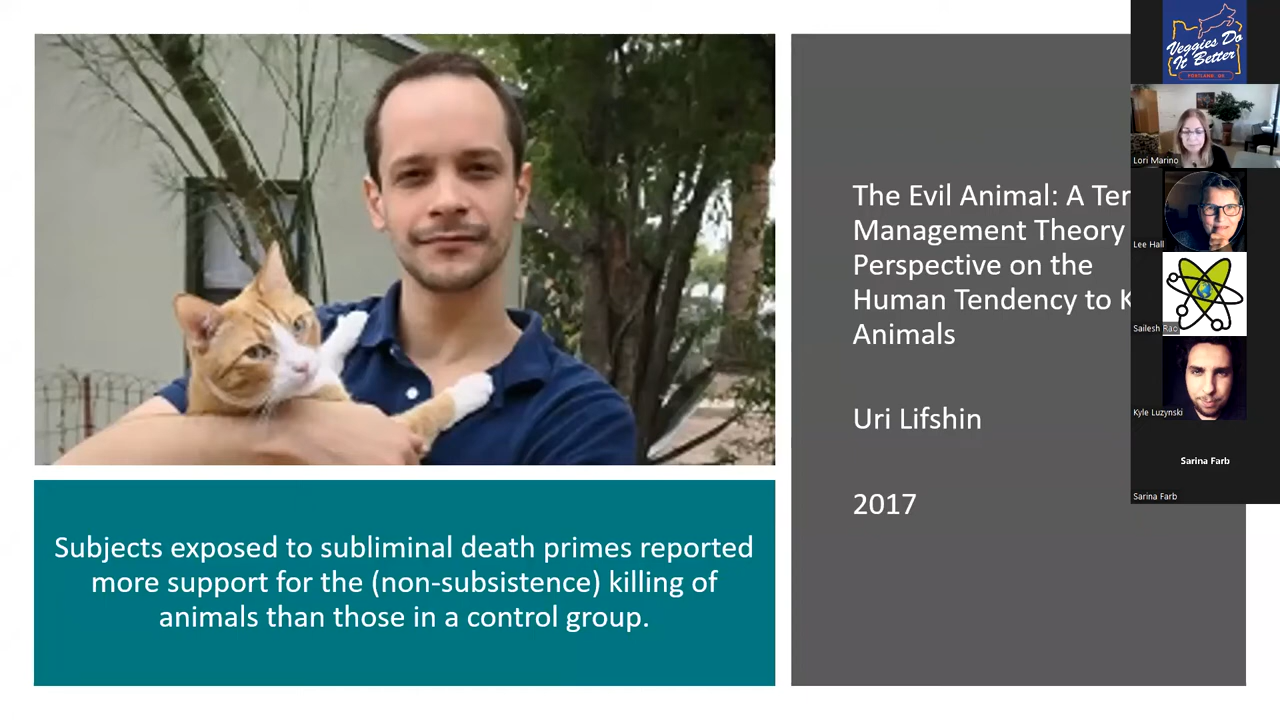 The Evil Animal: A Ter
Management Theory
Perspective on the
Human Tendency to K
Animals
Uri Lifshin
2017
Subjects exposed to subliminal death primes reported
more support for the (non-subsistence) killing of
animals than those in a control group.
Veggies Do
It Better
PORTLAND, OR
Lori Marino
Lee Hall
Sailesh Rao
Kyle Luzynski
Sarina Farb
Sarina Farb